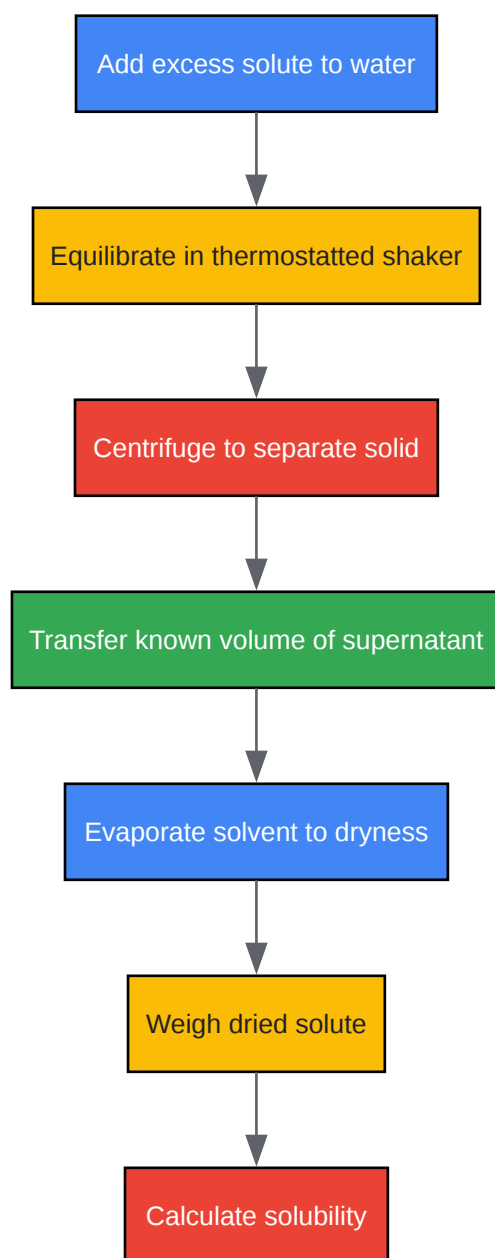 Add excess solute to water
Equilibrate in thermostatted shaker
Centrifuge to separate solid
Transfer known volume of supernatant
Evaporate solvent to dryness
Weigh dried solute
Calculate solubility